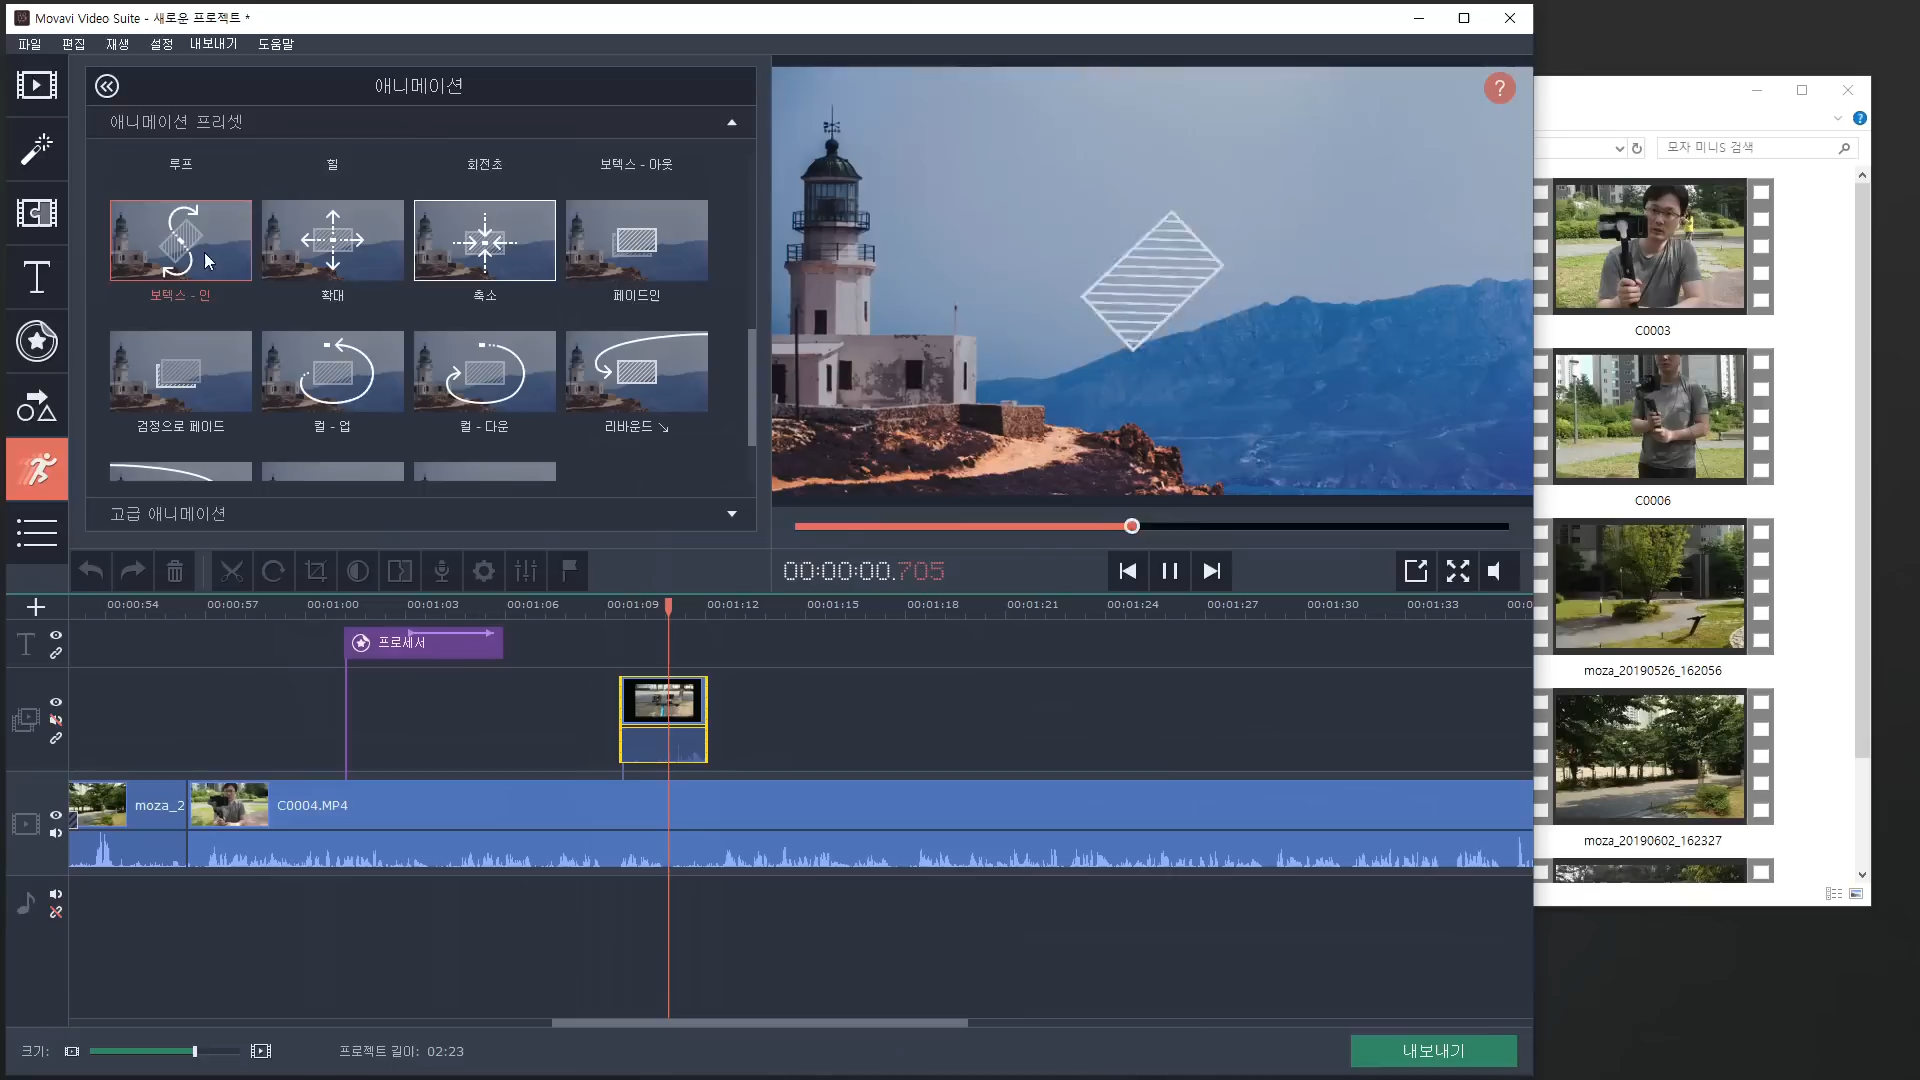 Movavi Video Suite - 새로운 프로젝트 *
파일 편집 재생 설정 내보내기 도움말
애니메이션
애니메이션 프리셋
루프 힐 회전초 보텍스 - 아웃
보텍스 - 인 확대 축소 페이드인
검정으로 페이드 컬 - 업 컬 - 다운 리바운드 ↘
고급 애니메이션
?
00:00:00.705
00:00:54 00:00:57 00:01:00 00:01:03 00:01:06 00:01:09 00:01:12 00:01:15 00:01:18 00:01:21 00:01:24 00:01:27 00:01:30 00:01:33 00:0
T
프로세서
moza_2 C0004.MP4
크기: 프로젝트 길이: 02:23 내보내기
모자 미니S 검색
C0003
C0006
moza_20190526_162056
moza_20190602_162327